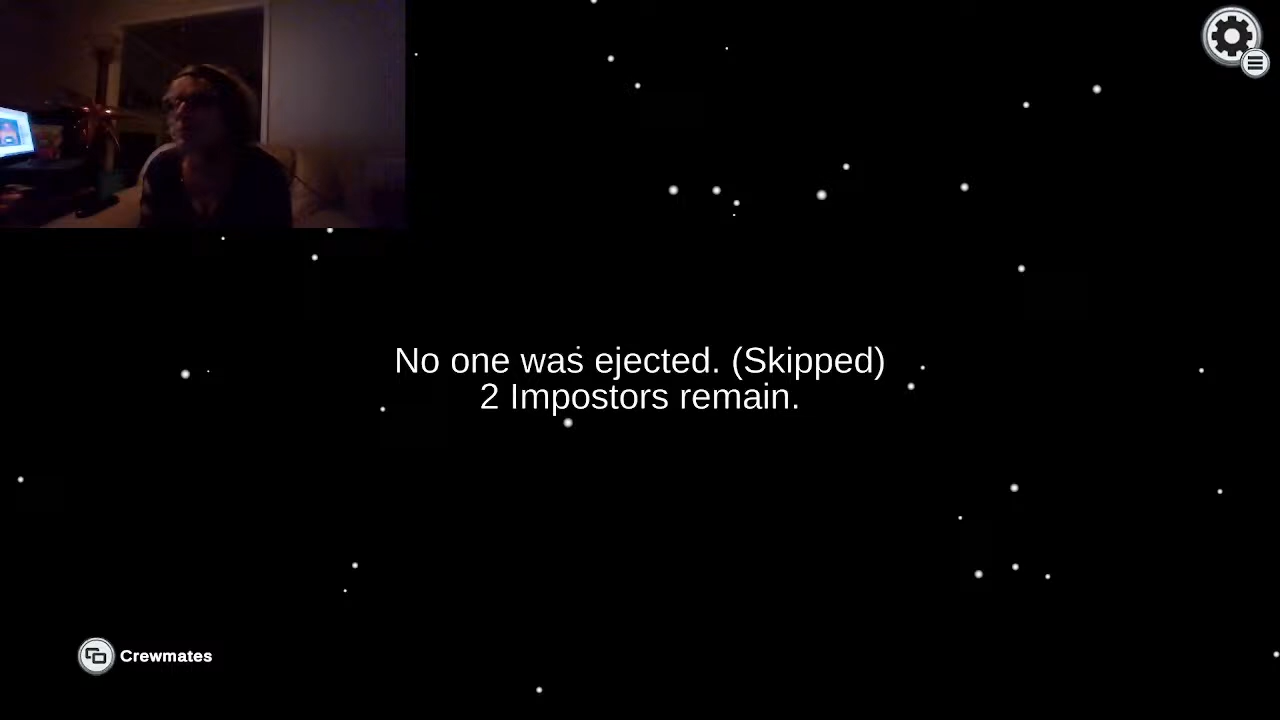 No one was ejected. (Skipped)
2 Impostors remain.
Crewmates